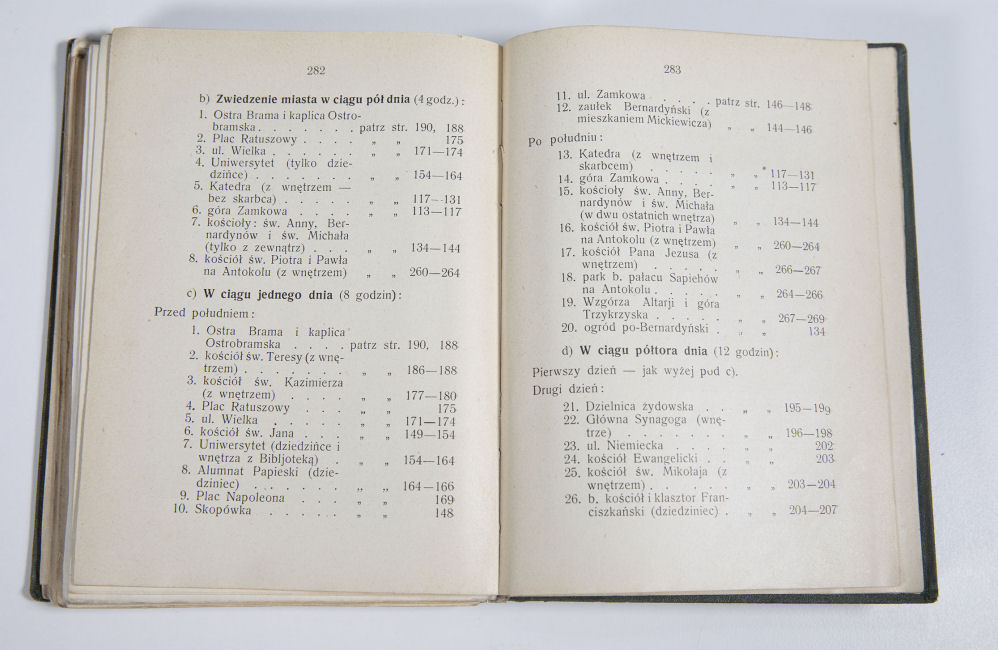 282
b) Zwiedzenie miasta w ciągu pół dnia (4 godz.):
1. Ostra Brama i kaplica Ostro-
bramska . . . . . . . patrz str. 190, 188
2. Plac Ratuszowy . . . . „ „ 175
3. ul. Wielka . . . . . . „ „ 171—174
4. Uniwersytet (tylko dzie-
dzińce) . . . . . . . „ „ 154—164
5. Katedra (z wnętrzem —
bez skarbca) . . . . . „ „ 117—131
6. góra Zamkowa . . . . „ „ 113—117
7. kościoły: św. Anny, Ber-
nardynów i św. Michała
(tylko z zewnątrz) . . . „ „ 134—144
8. kościół św. Piotra i Pawła
na Antokolu (z wnętrzem) „ „ 260—264
c) W ciągu jednego dnia (8 godzin):
Przed południem:
1. Ostra Brama i kaplica
Ostrobramska . . . . patrz str. 190, 188
2. kościół św. Teresy (z wnę-
trzem) . . . . . . . „ „ 186—188
3. kościół św. Kazimierza
(z wnętrzem) . . . . „ „ 177—180
4. Plac Ratuszowy . . . „ „ 175
5. ul. Wielka . . . . . „ „ 171—174
6. kościół św. Jana . . . „ „ 149—154
7. Uniwersytet (dziedzińce i
wnętrza z Bibljoteką) . „ „ 154—164
8. Alumnat Papieski (dzie-
dziniec) . . . . . . . „ „ 164—166
9. Plac Napoleona . . . „ „ 169
10. Skopówka . . . . . „ „ 148
283
11. ul. Zamkowa . . . . patrz str. 146—148
12. zaułek Bernardyński (z
mieszkaniem Mickiewicza) „ „ 144—146
Po południu:
13. Katedra (z wnętrzem i
skarbcem) . . . . . „ „ 117—131
14. góra Zamkowa . . . . „ „ 113—117
15. kościoły św. Anny, Ber-
nardynów i św. Michała
(w dwu ostatnich wnętrza) „ „ 134—144
16. kościół św. Piotra i Pawła
na Antokolu (z wnętrzem) „ „ 260—264
17. kościół Pana Jezusa (z
wnętrzem) . . . . . „ „ 266—267
18. park b. pałacu Sapiehów
na Antokolu . . . . . „ „ 264—266
19. Wzgórza Altarji i góra
Trzykrzyska . . . . . „ „ 267—269
20. ogród po-Bernardyński . „ „ 134
d) W ciągu półtora dnia (12 godzin):
Pierwszy dzień — jak wyżej pod c).
Drugi dzień:
21. Dzielnica żydowska . . „ „ 195—199
22. Główna Synagoga (wnę-
trze) . . . . . . . „ „ 196—198
23. ul. Niemiecka . . . . „ „ 202
24. kościół Ewangelicki . . „ „ 203
25. kościół św. Mikołaja (z
wnętrzem) . . . . . . „ „ 203—204
26. b. kościół i klasztor Fran-
ciszkański (dziedziniec) . „ „ 204—207